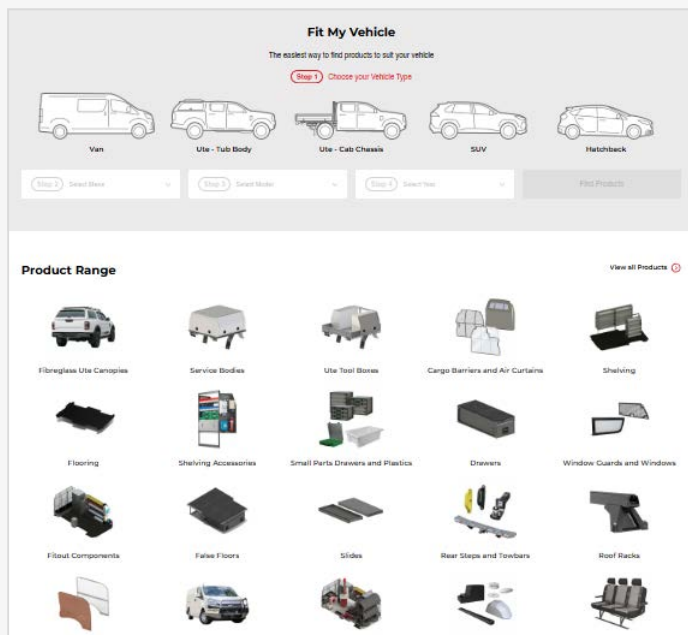 Fit My Vehicle
The easiest way to find products to suit your vehicle
Step 1 Choose your Vehicle Type
Van Ute - Tub Body Ute - Cab Chassis SUV Hatchback
Step 2 Select Make Step 3 Select Model Step 4 Select Year Find Products
Product Range View all Products
Fibreglass Ute Canopies Service Bodies Ute Tool Boxes Cargo Barriers and Air Curtains Shelving
Flooring Shelving Accessories Small Parts Drawers and Plastics Drawers Window Guards and Windows
Fitout Components False Floors Slides Rear Steps and Towbars Roof Racks